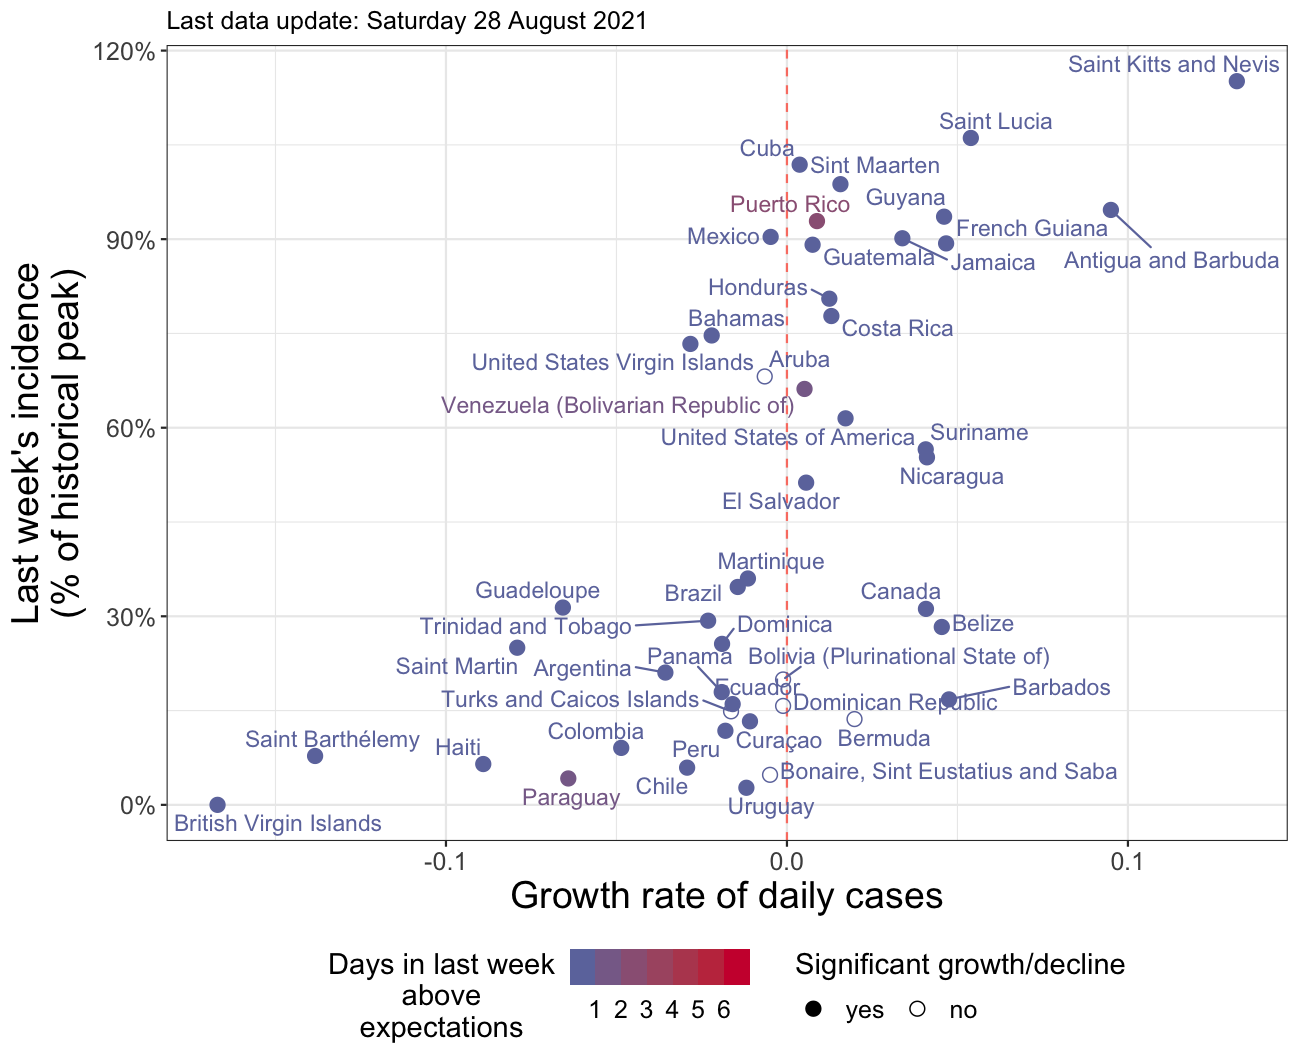 Last data update: Saturday 28 August 2021
120%
90%
60%
30%
0%
Last week's incidence
(% of historical peak)
Saint Kitts and Nevis
Saint Lucia
Cuba
Sint Maarten
Guyana
Puerto Rico
French Guiana
Mexico
Guatemala
Jamaica
Antigua and Barbuda
Honduras
Bahamas
Costa Rica
United States Virgin Islands
Aruba
Venezuela (Bolivarian Republic of)
United States of America
Suriname
Nicaragua
El Salvador
Martinique
Guadeloupe
Brazil
Canada
Trinidad and Tobago
Dominica
Belize
Saint Martin
Argentina
Panama
Bolivia (Plurinational State of)
Ecuador
Barbados
Turks and Caicos Islands
Dominican Republic
Saint Barthélemy
Haiti
Colombia
Peru
Curaçao
Bermuda
Chile
Bonaire, Sint Eustatius and Saba
Paraguay
Uruguay
British Virgin Islands
-0.1
0.0
0.1
Growth rate of daily cases
Days in last week
above
expectations
1 2 3 4 5 6
Significant growth/decline
yes
no